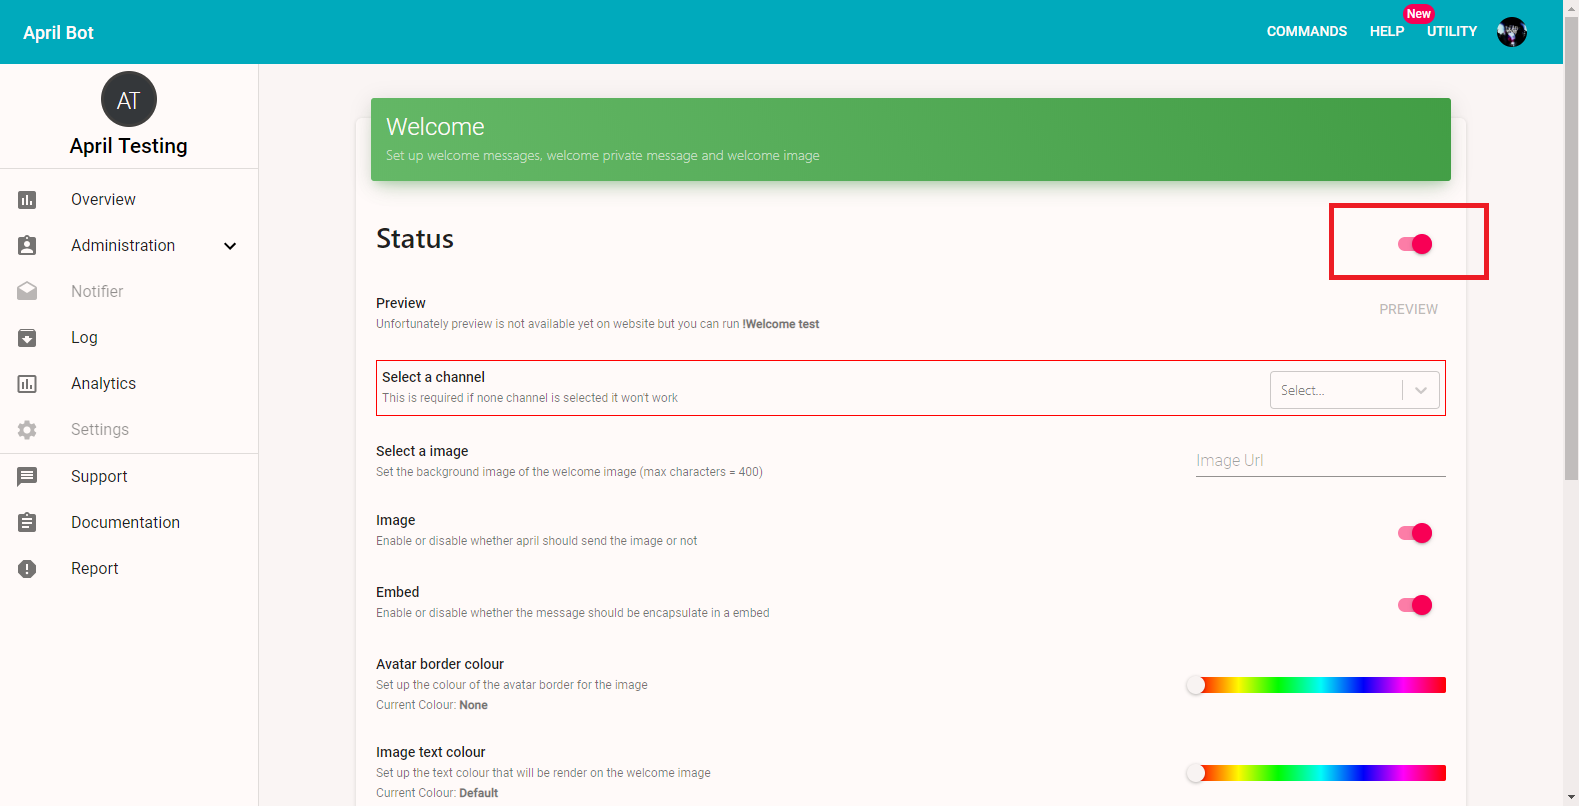 April Bot
COMMANDS
HELP
New
UTILITY
AT
April Testing
Overview
Administration
Notifier
Log
Analytics
Settings
Support
Documentation
Report
Welcome
Set up welcome messages, welcome private message and welcome image
Status
Preview
Unfortunately preview is not available yet on website but you can run !Welcome test
PREVIEW
Select a channel
This is required if none channel is selected it won't work
Select...
Select a image
Set the background image of the welcome image (max characters = 400)
Image Url
Image
Enable or disable whether april should send the image or not
Embed
Enable or disable whether the message should be encapsulate in a embed
Avatar border colour
Set up the colour of the avatar border for the image
Current Colour: None
Image text colour
Set up the text colour that will be render on the welcome image
Current Colour: Default